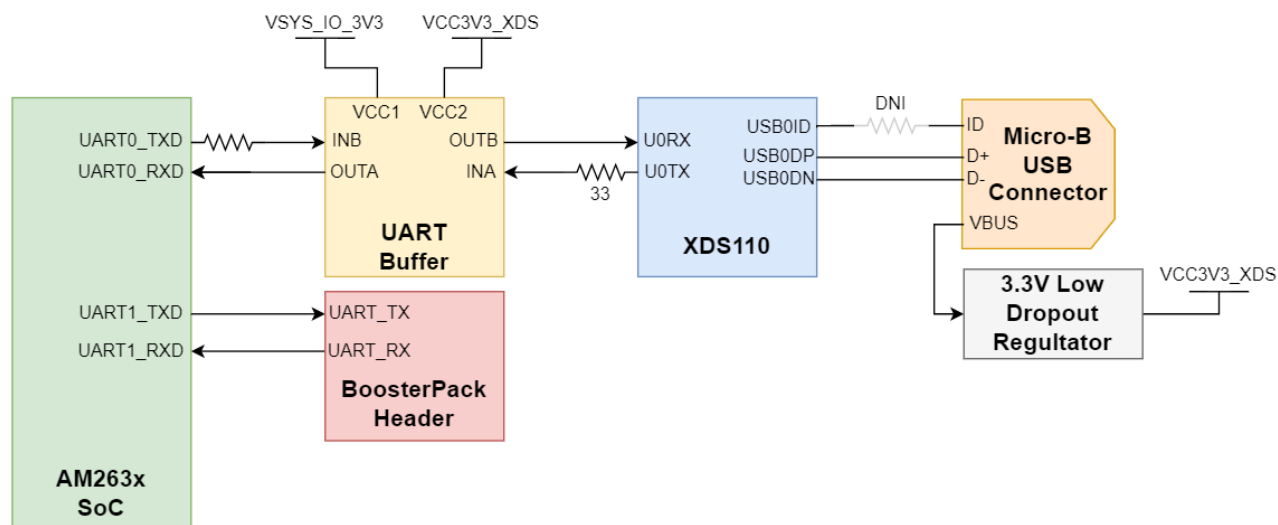 VSYS_IO_3V3
VCC3V3_XDS
VCC1
VCC2
UART0_TXD
INB
OUTB
U0RX
USB0ID
DNI
ID
UART0_RXD
OUTA
INA
33
U0TX
USB0DP
D+
USB0DN
D-
Micro-B
USB
Connector
VBUS
UART
Buffer
XDS110
UART1_TXD
UART_TX
UART1_RXD
UART_RX
BoosterPack
Header
3.3V Low
Dropout
Regultator
VCC3V3_XDS
AM263x
SoC